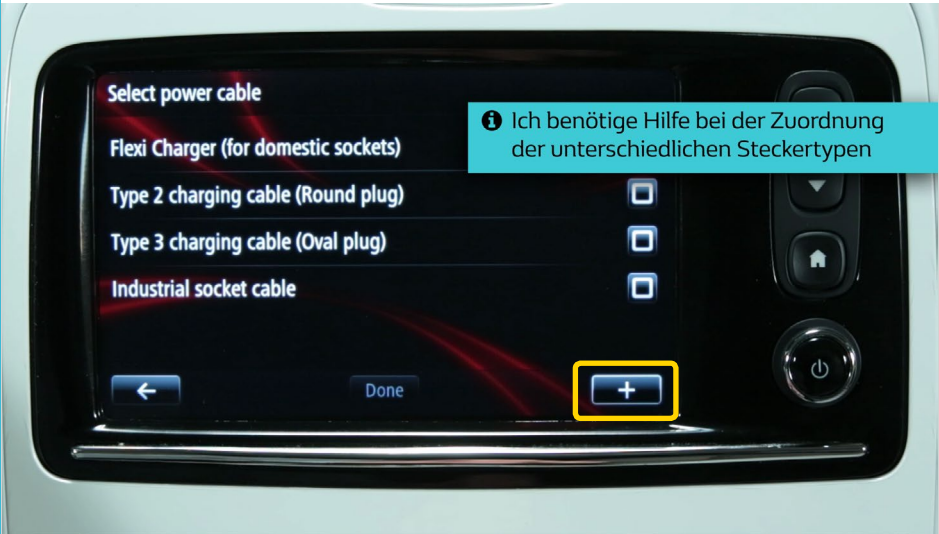 Select power cable
Ich benötige Hilfe bei der Zuordnung
der unterschiedlichen Steckertypen
Flexi Charger (for domestic sockets)
Type 2 charging cable (Round plug)
Type 3 charging cable (Oval plug)
Industrial socket cable
Done